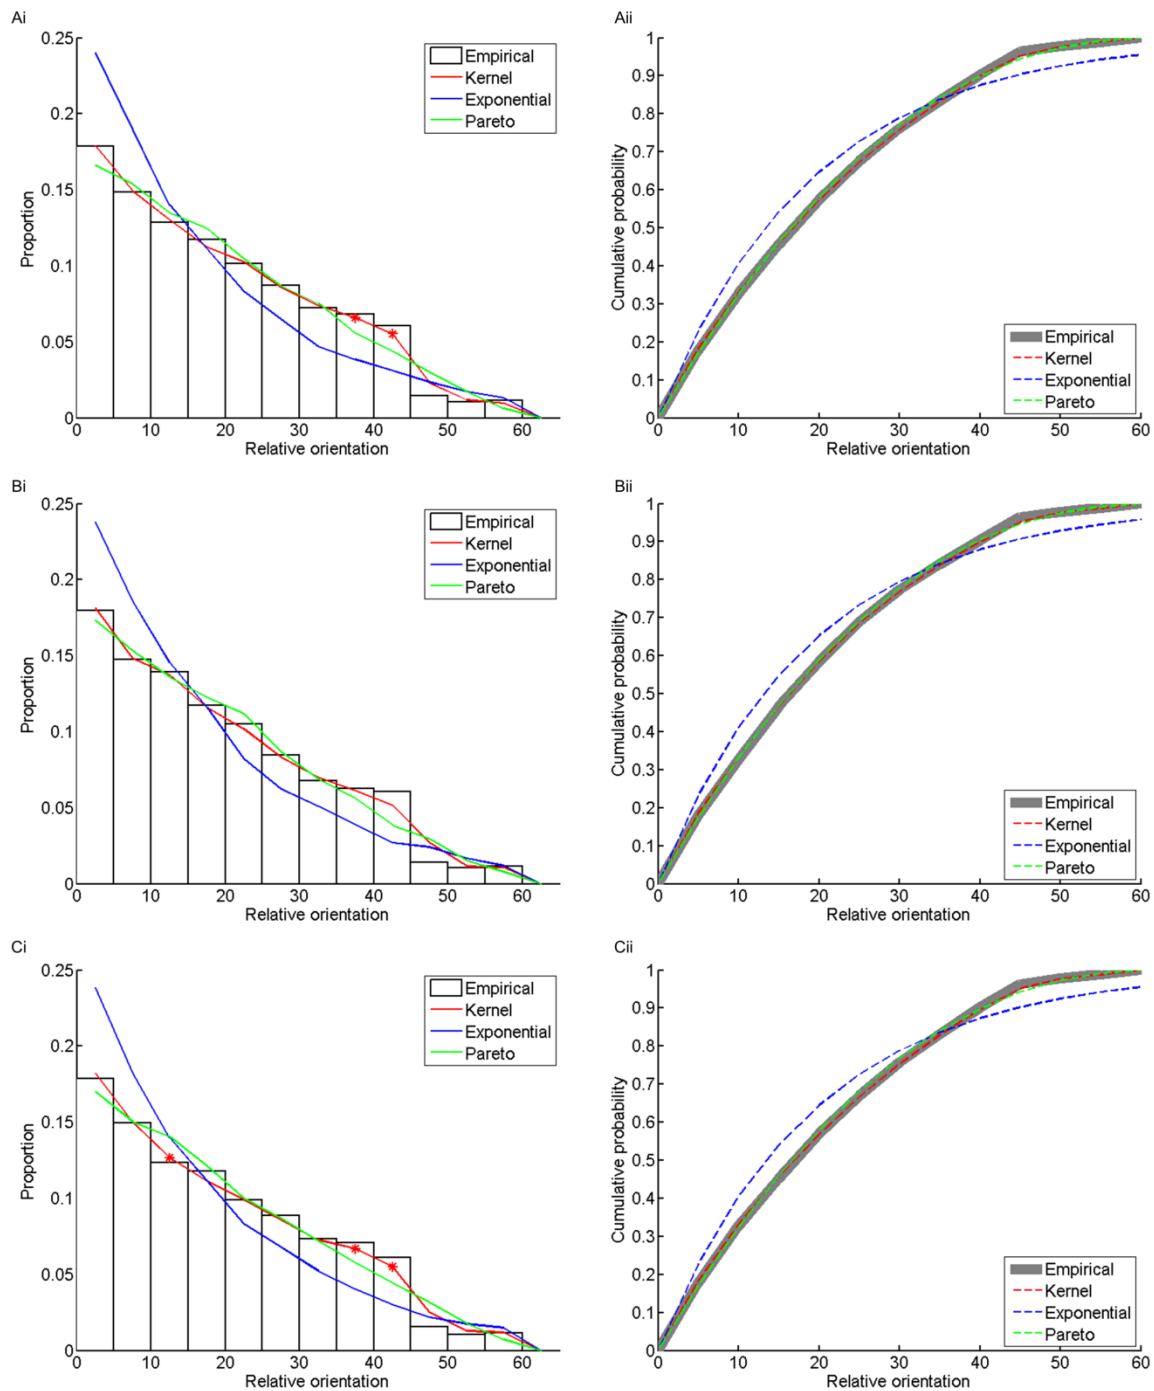 Ai
0.25
0.2
0.15
0.1
0.05
0
Proportion
0 10 20 30 40 50 60
Relative orientation
Empirical
Kernel
Exponential
Pareto
Aii
1
0.9
0.8
0.7
0.6
0.5
0.4
0.3
0.2
0.1
0
Cumulative probability
0 10 20 30 40 50 60
Relative orientation
Empirical
Kernel
Exponential
Pareto
Bi
0.25
0.2
0.15
0.1
0.05
0
Proportion
0 10 20 30 40 50 60
Relative orientation
Empirical
Kernel
Exponential
Pareto
Bii
1
0.9
0.8
0.7
0.6
0.5
0.4
0.3
0.2
0.1
0
Cumulative probability
0 10 20 30 40 50 60
Relative orientation
Empirical
Kernel
Exponential
Pareto
Ci
0.25
0.2
0.15
0.1
0.05
0
Proportion
0 10 20 30 40 50 60
Relative orientation
Empirical
Kernel
Exponential
Pareto
Cii
1
0.9
0.8
0.7
0.6
0.5
0.4
0.3
0.2
0.1
0
Cumulative probability
0 10 20 30 40 50 60
Relative orientation
Empirical
Kernel
Exponential
Pareto